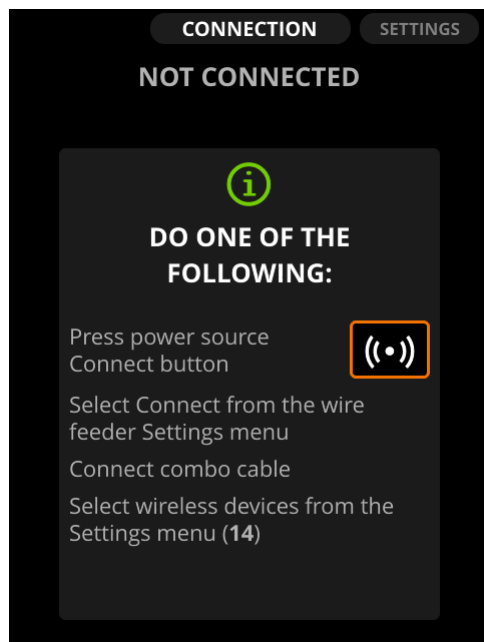 CONNECTION SETTINGS
NOT CONNECTED
DO ONE OF THE
FOLLOWING:
Press power source
Connect button
Select Connect from the wire
feeder Settings menu
Connect combo cable
Select wireless devices from the
Settings menu (14)